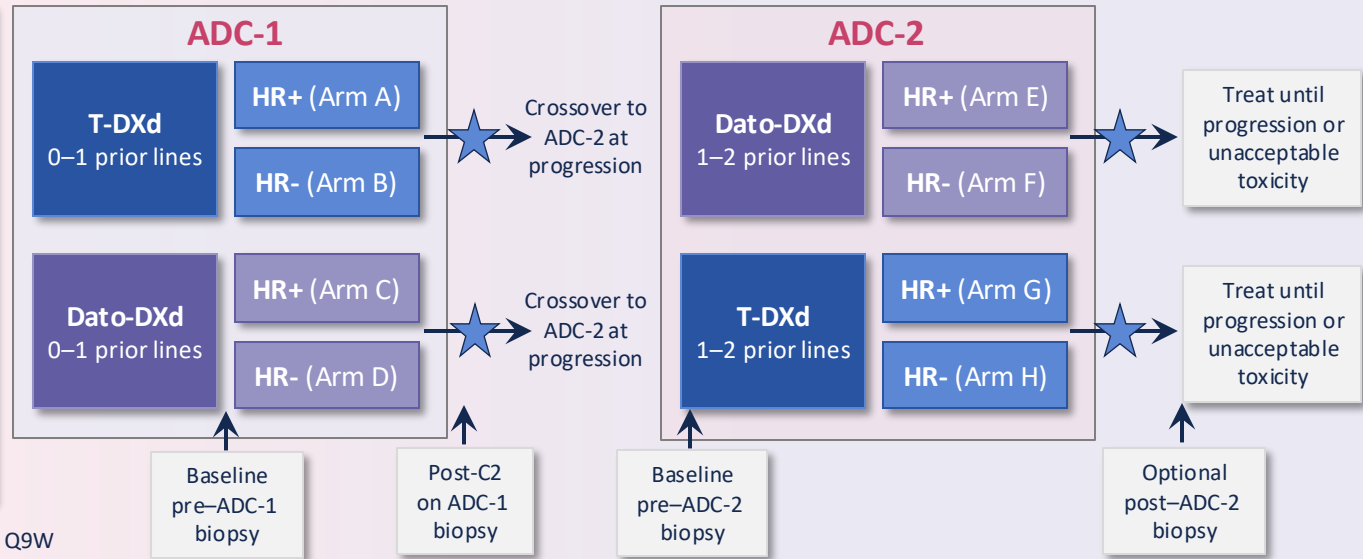 ADC-1
T-DXd
0–1 prior lines
HR+ (Arm A)
HR- (Arm B)
Crossover to
ADC-2 at
progression
Dato-DXd
0–1 prior lines
HR+ (Arm C)
HR- (Arm D)
Crossover to
ADC-2 at
progression
ADC-2
Dato-DXd
1–2 prior lines
HR+ (Arm E)
HR- (Arm F)
Treat until
progression or
unacceptable
toxicity
T-DXd
1–2 prior lines
HR+ (Arm G)
HR- (Arm H)
Treat until
progression or
unacceptable
toxicity
Baseline
pre–ADC-1
biopsy
Post-C2
on ADC-1
biopsy
Baseline
pre–ADC-2
biopsy
Optional
post–ADC-2
biopsy
Q9W